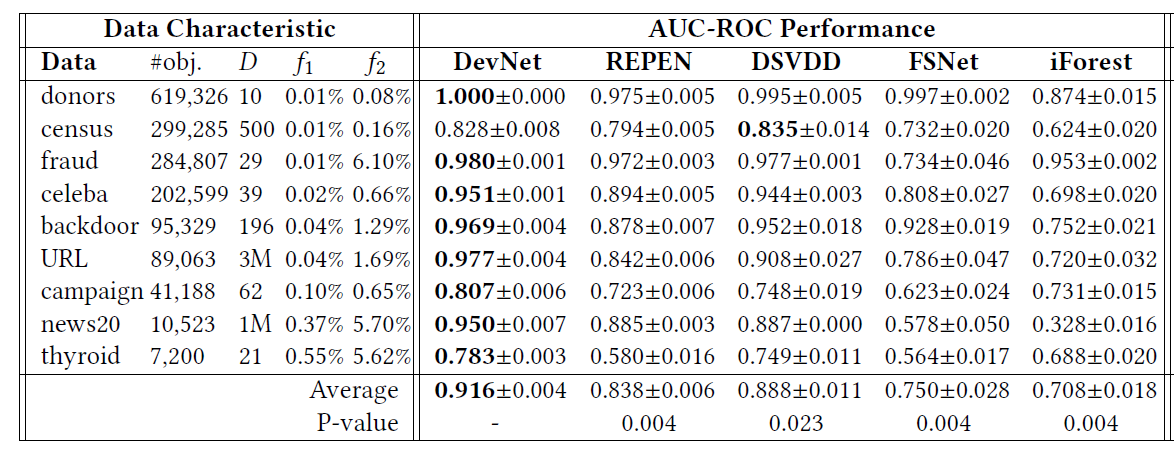 Data Characteristic AUC-ROC Performance
Data #obj. D f1 f2 DevNet REPEN DSVDD FSNet iForest
donors 619,326 10 0.01% 0.08% 1.000±0.000 0.975±0.005 0.995±0.005 0.997±0.002 0.874±0.015
census 299,285 500 0.01% 0.16% 0.828±0.008 0.794±0.005 0.835±0.014 0.732±0.020 0.624±0.020
fraud 284,807 29 0.01% 6.10% 0.980±0.001 0.972±0.003 0.977±0.001 0.734±0.046 0.953±0.002
celeba 202,599 39 0.02% 0.66% 0.951±0.001 0.894±0.005 0.944±0.003 0.808±0.027 0.698±0.020
backdoor 95,329 196 0.04% 1.29% 0.969±0.004 0.878±0.007 0.952±0.018 0.928±0.019 0.752±0.021
URL 89,063 3M 0.04% 1.69% 0.977±0.004 0.842±0.006 0.908±0.027 0.786±0.047 0.720±0.032
campaign 41,188 62 0.10% 0.65% 0.807±0.006 0.723±0.006 0.748±0.019 0.623±0.024 0.731±0.015
news20 10,523 1M 0.37% 5.70% 0.950±0.007 0.885±0.003 0.887±0.000 0.578±0.050 0.328±0.016
thyroid 7,200 21 0.55% 5.62% 0.783±0.003 0.580±0.016 0.749±0.011 0.564±0.017 0.688±0.020
Average 0.916±0.004 0.838±0.006 0.888±0.011 0.750±0.028 0.708±0.018
P-value - 0.004 0.023 0.004 0.004